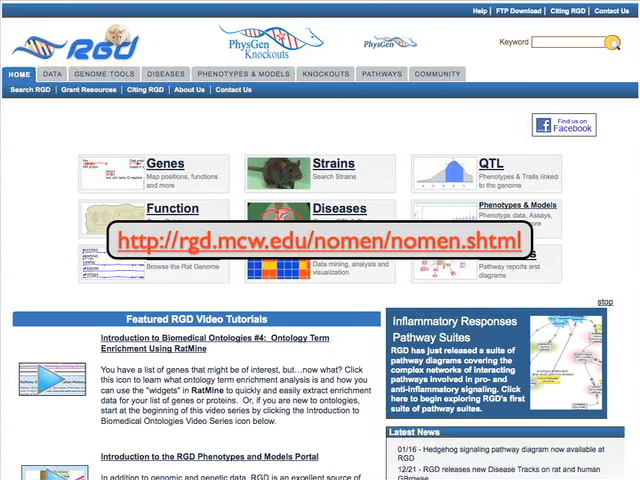 Help | FTP Download | Citing RGD | Contact Us
RGD
PhysGen
Knockouts
PhysGen
Keyword
HOME DATA GENOME TOOLS DISEASES PHENOTYPES & MODELS KNOCKOUTS PATHWAYS COMMUNITY
Search RGD | Grant Resources | Citing RGD | About Us | Contact Us
Find us on
Facebook
Genes
Map positions, functions
and more
Strains
Search Strains
QTL
Phenotypes & Traits linked
to the genome
Function
Diseases
Phenotypes & Models
Phenotype data, Assays,
http://rgd.mcw.edu/nomen/nomen.shtml
Browse the Rat Genome
Data mining, analysis and
visualization
Pathway reports and
diagrams
stop
Featured RGD Video Tutorials
Introduction to Biomedical Ontologies #4: Ontology Term
Enrichment Using RatMine
You have a list of genes that might be of interest, but...now what? Click
this icon to learn what ontology term enrichment analysis is and how you
can use the "widgets" in RatMine to quickly and easily extract enrichment
data for your list of genes or proteins. Or, if you are new to ontologies,
start at the beginning of this video series by clicking the Introduction to
Biomedical Ontologies Video Series icon below.
Introduction to the RGD Phenotypes and Models Portal
In addition to genomic and genetic data, RGD is an excellent source of
Inflammatory Responses
Pathway Suites
RGD has just released a suite of
pathway diagrams covering the
complex networks of interacting
pathways involved in pro- and
anti-inflammatory signaling. Click
here to begin exploring RGD's first
suite of pathway suites.
Latest News
01/16 - Hedgehog signaling pathway diagram now available at
RGD
12/21 - RGD releases new Disease Tracks on rat and human
GBrowse